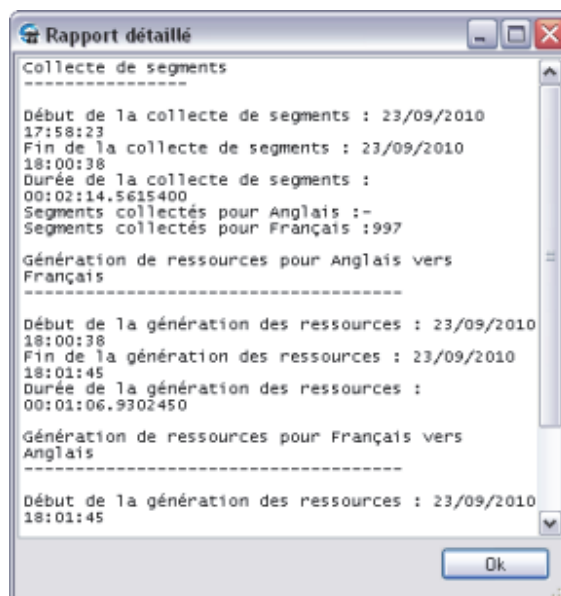 Rapport détaillé
Collecte de segments
----------------
Début de la collecte de segments : 23/09/2010
17:58:23
Fin de la collecte de segments : 23/09/2010
18:00:38
Durée de la collecte de segments :
00:02:14.5615400
Segments collectés pour Anglais :-
Segments collectés pour Français :997
Génération de ressources pour Anglais vers
Français
--------------------------------------
Début de la génération des ressources : 23/09/2010
18:00:38
Fin de la génération des ressources : 23/09/2010
18:01:45
Durée de la génération des ressources :
00:01:06.9302450
Génération de ressources pour Français vers
Anglais
--------------------------------------
Début de la génération des ressources : 23/09/2010
18:01:45
Ok